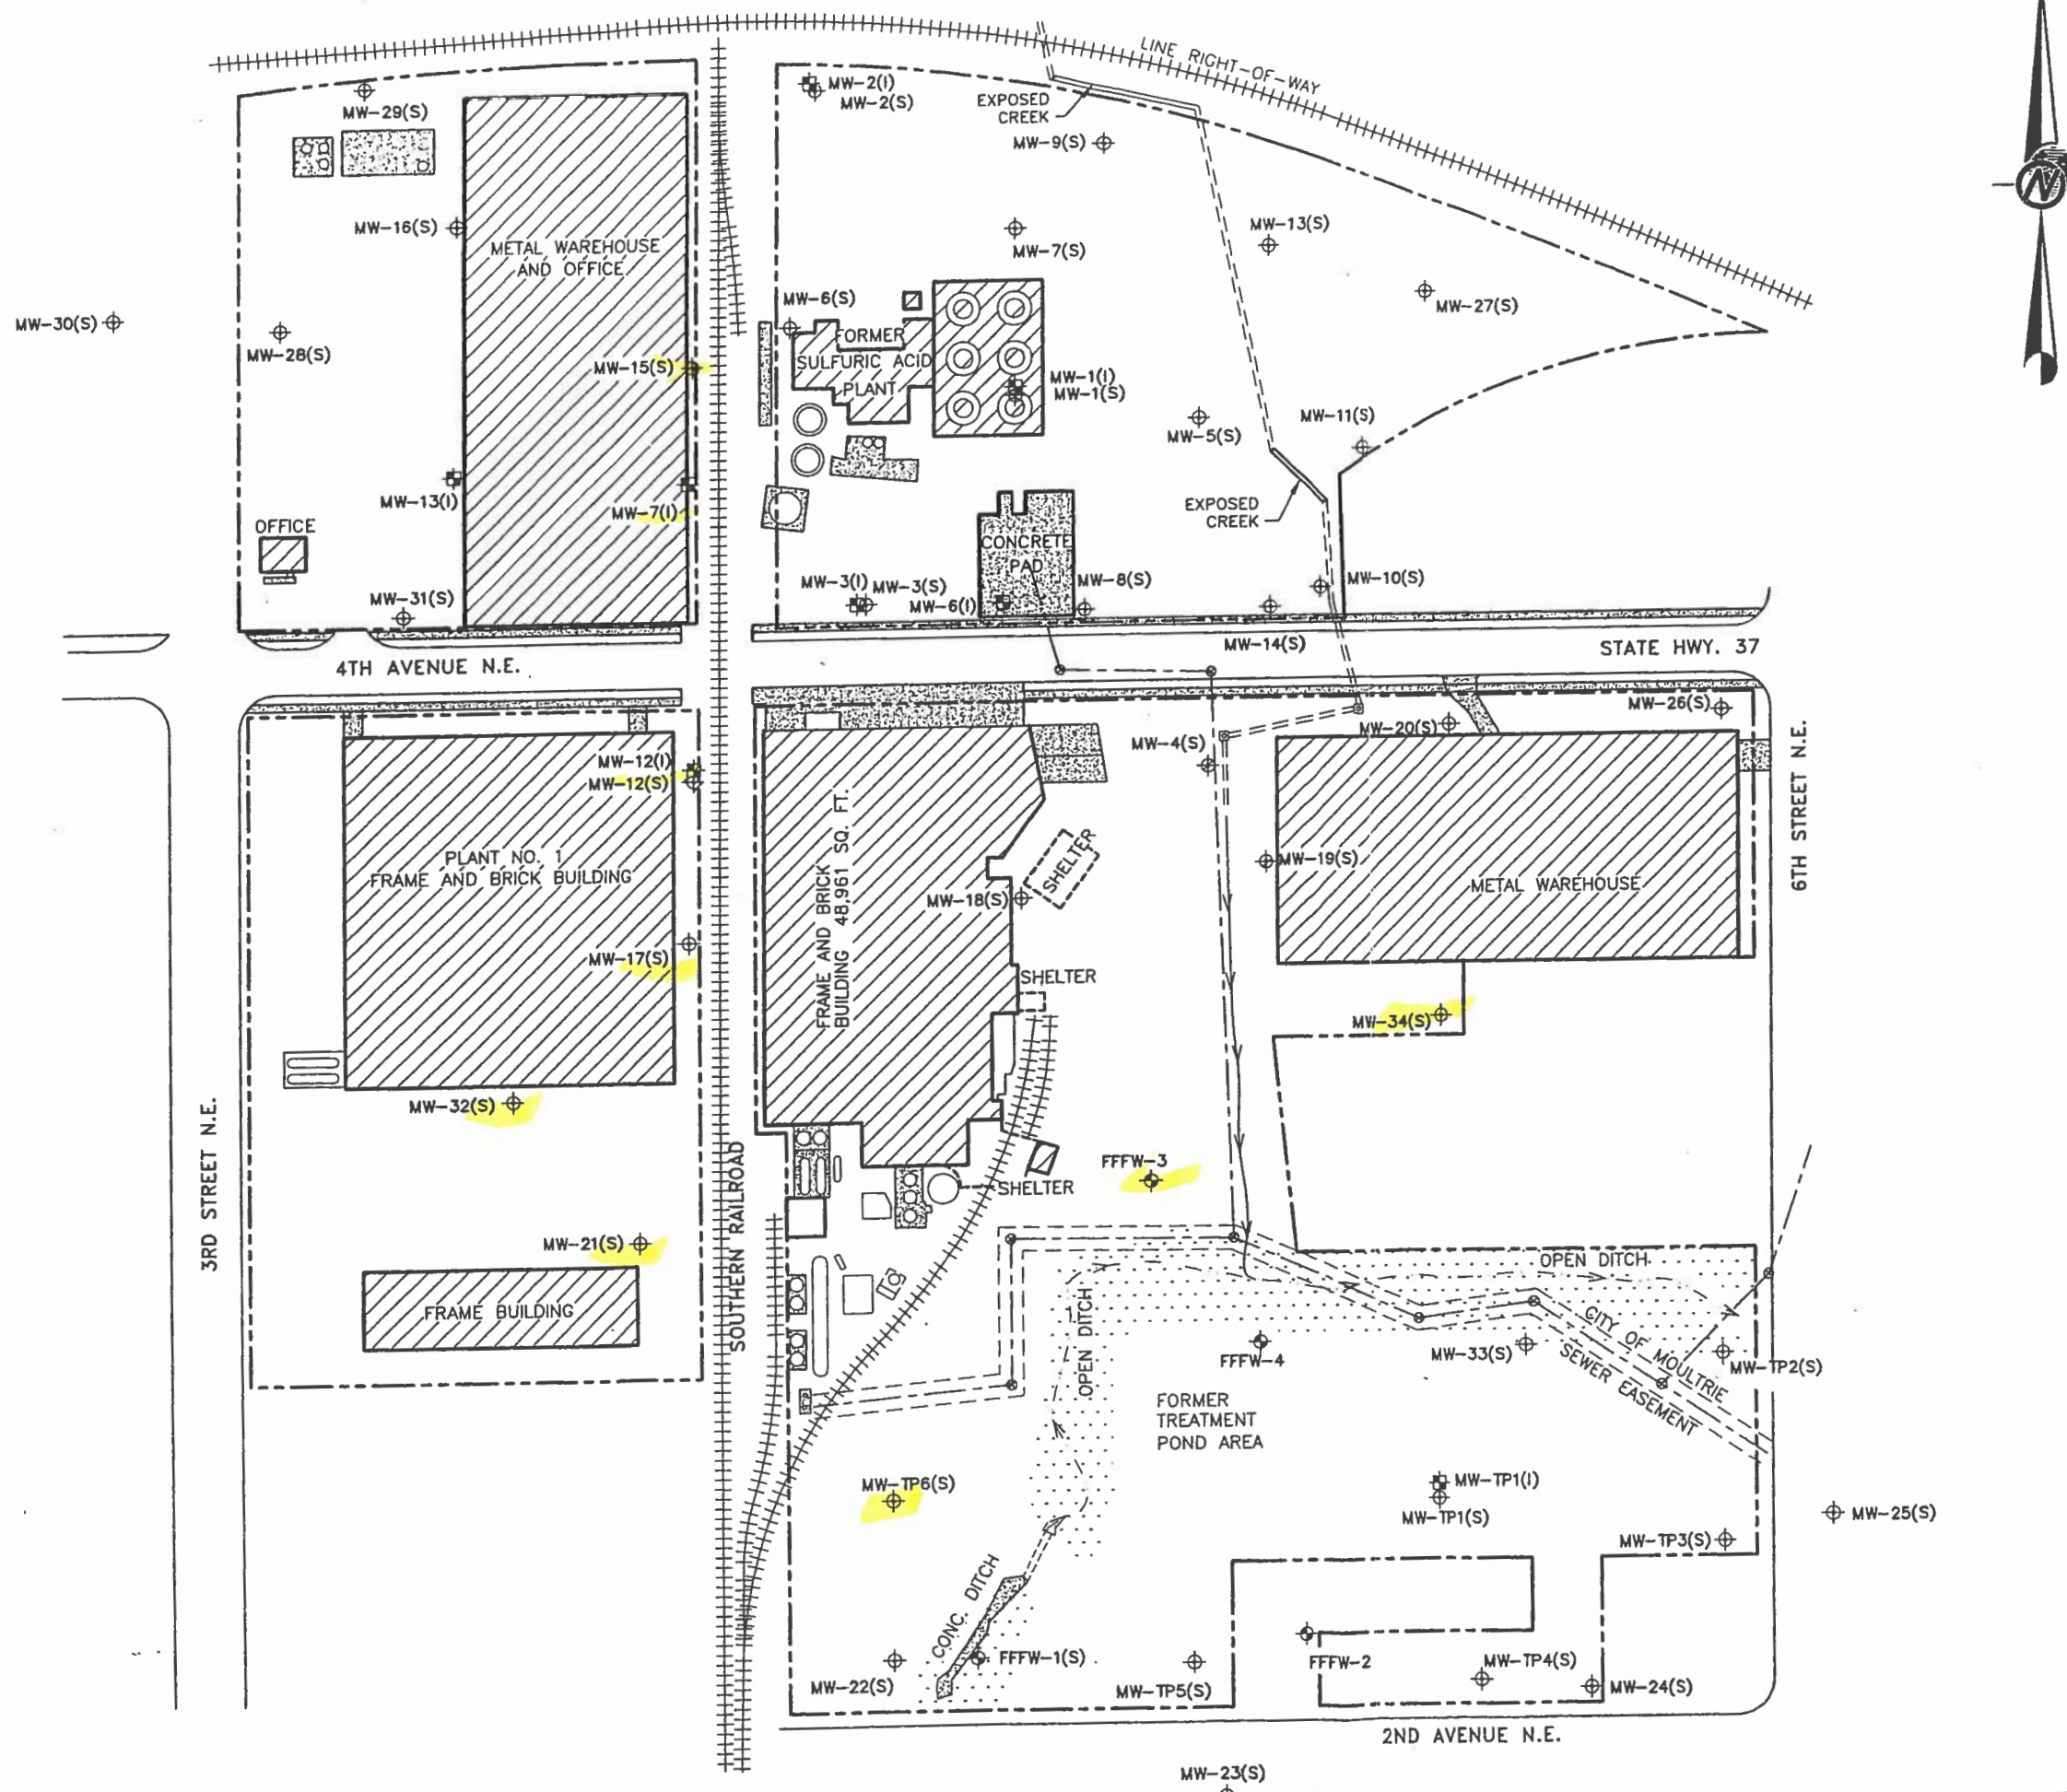 LINE RIGHT-OF-WAY
MW-29(S)
MW-2(I)
MW-2(S)
EXPOSED
CREEK
MW-9(S)
N
MW-16(S)
METAL WAREHOUSE
AND OFFICE
MW-7(S)
MW-13(S)
MW-27(S)
MW-30(S)
MW-28(S)
MW-6(S)
FORMER
SULFURIC ACID
PLANT
MW-15(S)
MW-1(I)
MW-1(S)
MW-5(S)
MW-11(S)
MW-13(I)
MW-7(I)
EXPOSED
CREEK
OFFICE
CONCRETE
PAD
MW-31(S)
MW-3(I)
MW-3(S)
MW-6(I)
MW-8(S)
MW-10(S)
MW-14(S)
STATE HWY. 37
4TH AVENUE N.E.
MW-26(S)
MW-20(S)
MW-4(S)
MW-12(I)
MW-12(S)
6TH STREET N.E.
PLANT NO. 1
FRAME AND BRICK BUILDING
FRAME AND BRICK
BUILDING 48,961 SQ. FT.
SHELTER
MW-19(S)
METAL WAREHOUSE
MW-18(S)
MW-17(S)
SHELTER
MW-34(S)
MW-32(S)
3RD STREET N.E.
SOUTHERN RAILROAD
FFFW-3
SHELTER
MW-21(S)
FRAME BUILDING
OPEN DITCH
OPEN DITCH
CITY OF MOULTRIE
SEWER EASEMENT
FFFW-4
MW-33(S)
MW-TP2(S)
FORMER
TREATMENT
POND AREA
MW-TP6(S)
MW-TP1(I)
MW-TP1(S)
MW-25(S)
MW-TP3(S)
CONC. DITCH
FFFW-1(S)
MW-22(S)
MW-TP5(S)
FFFW-2
MW-TP4(S)
MW-24(S)
2ND AVENUE N.E.
MW-23(S)